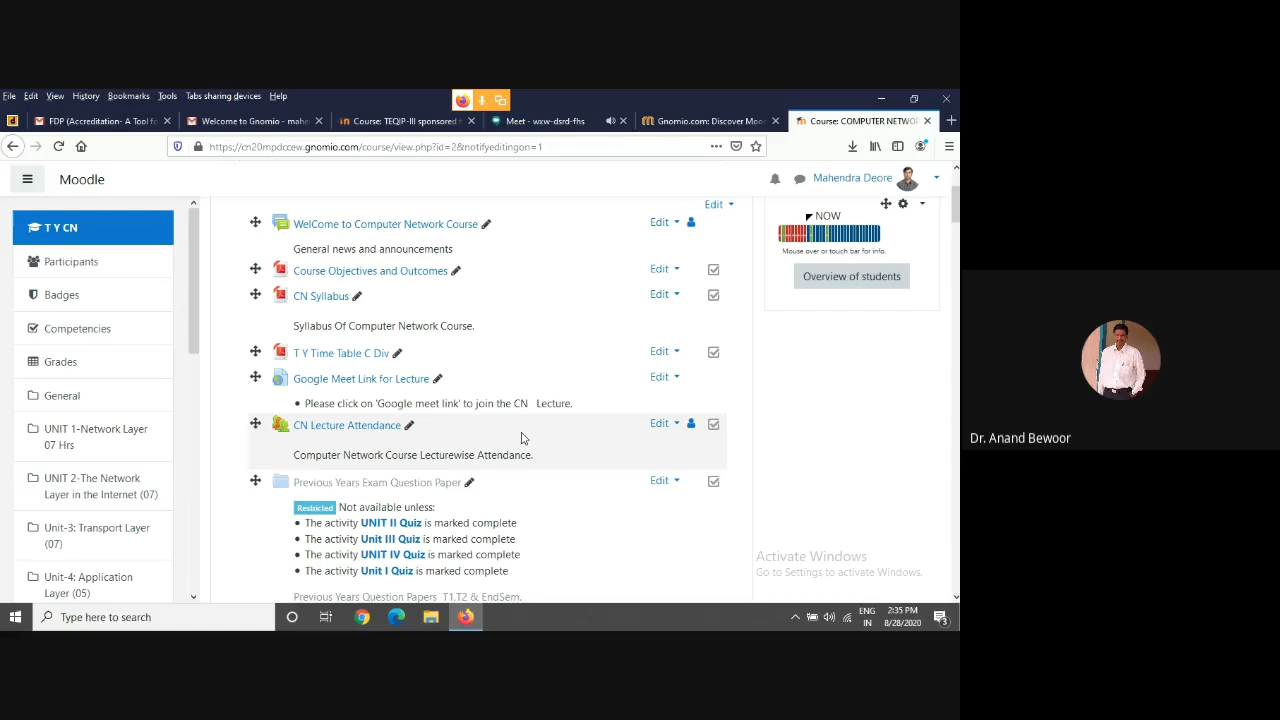 File Edit View History Bookmarks Tools Tabs sharing devices Help
FDP (Accreditation- A Tool fo
Welcome to Gnomio - mahe
Course: TEQIP-III sponsored f
Meet - wxw-dsrd-fhs
Gnomio.com: Discover Moo
Course: COMPUTER NETWO
https://cn20mpdccew.gnomio.com/course/view.php?id=2&notifyeditingon=1
Moodle
Mahendra Deore
T Y CN
Participants
Badges
Competencies
Grades
General
UNIT 1-Network Layer
07 Hrs
UNIT 2-The Network
Layer in the Internet (07)
Unit-3: Transport Layer
(07)
Unit-4: Application
Layer (05)
Edit
WelCome to Computer Network Course Edit
General news and announcements
Course Objectives and Outcomes Edit
CN Syllabus Edit
Syllabus Of Computer Network Course.
T Y Time Table C Div Edit
Google Meet Link for Lecture Edit
• Please click on 'Google meet link' to join the CN Lecture.
CN Lecture Attendance Edit
Computer Network Course Lecturewise Attendance.
Previous Years Exam Question Paper Edit
Restricted Not available unless:
• The activity UNIT II Quiz is marked complete
• The activity Unit III Quiz is marked complete
• The activity UNIT IV Quiz is marked complete
• The activity Unit I Quiz is marked complete
Previous Years Question Papers T1,T2 & EndSem.
NOW
Mouse over or touch bar for info.
Overview of students
Activate Windows
Go to Settings to activate Windows.
Type here to search
ENG
IN
2:35 PM
8/28/2020
3
Dr. Anand Bewoor